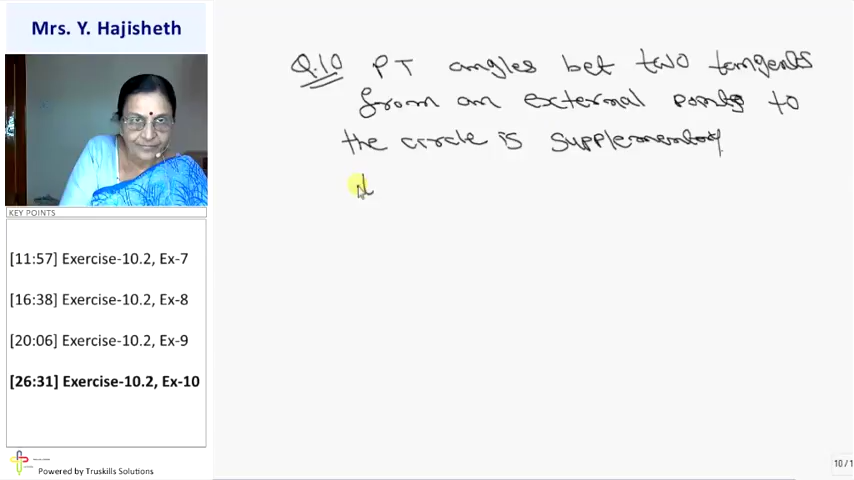 Mrs. Y. Hajisheth
Q.10 PT angles bet two tangents
from an external points to
the circle is supplementary
KEY POINTS
[11:57] Exercise-10.2, Ex-7
[16:38] Exercise-10.2, Ex-8
[20:06] Exercise-10.2, Ex-9
[26:31] Exercise-10.2, Ex-10
Powered by Truskills Solutions
10/1